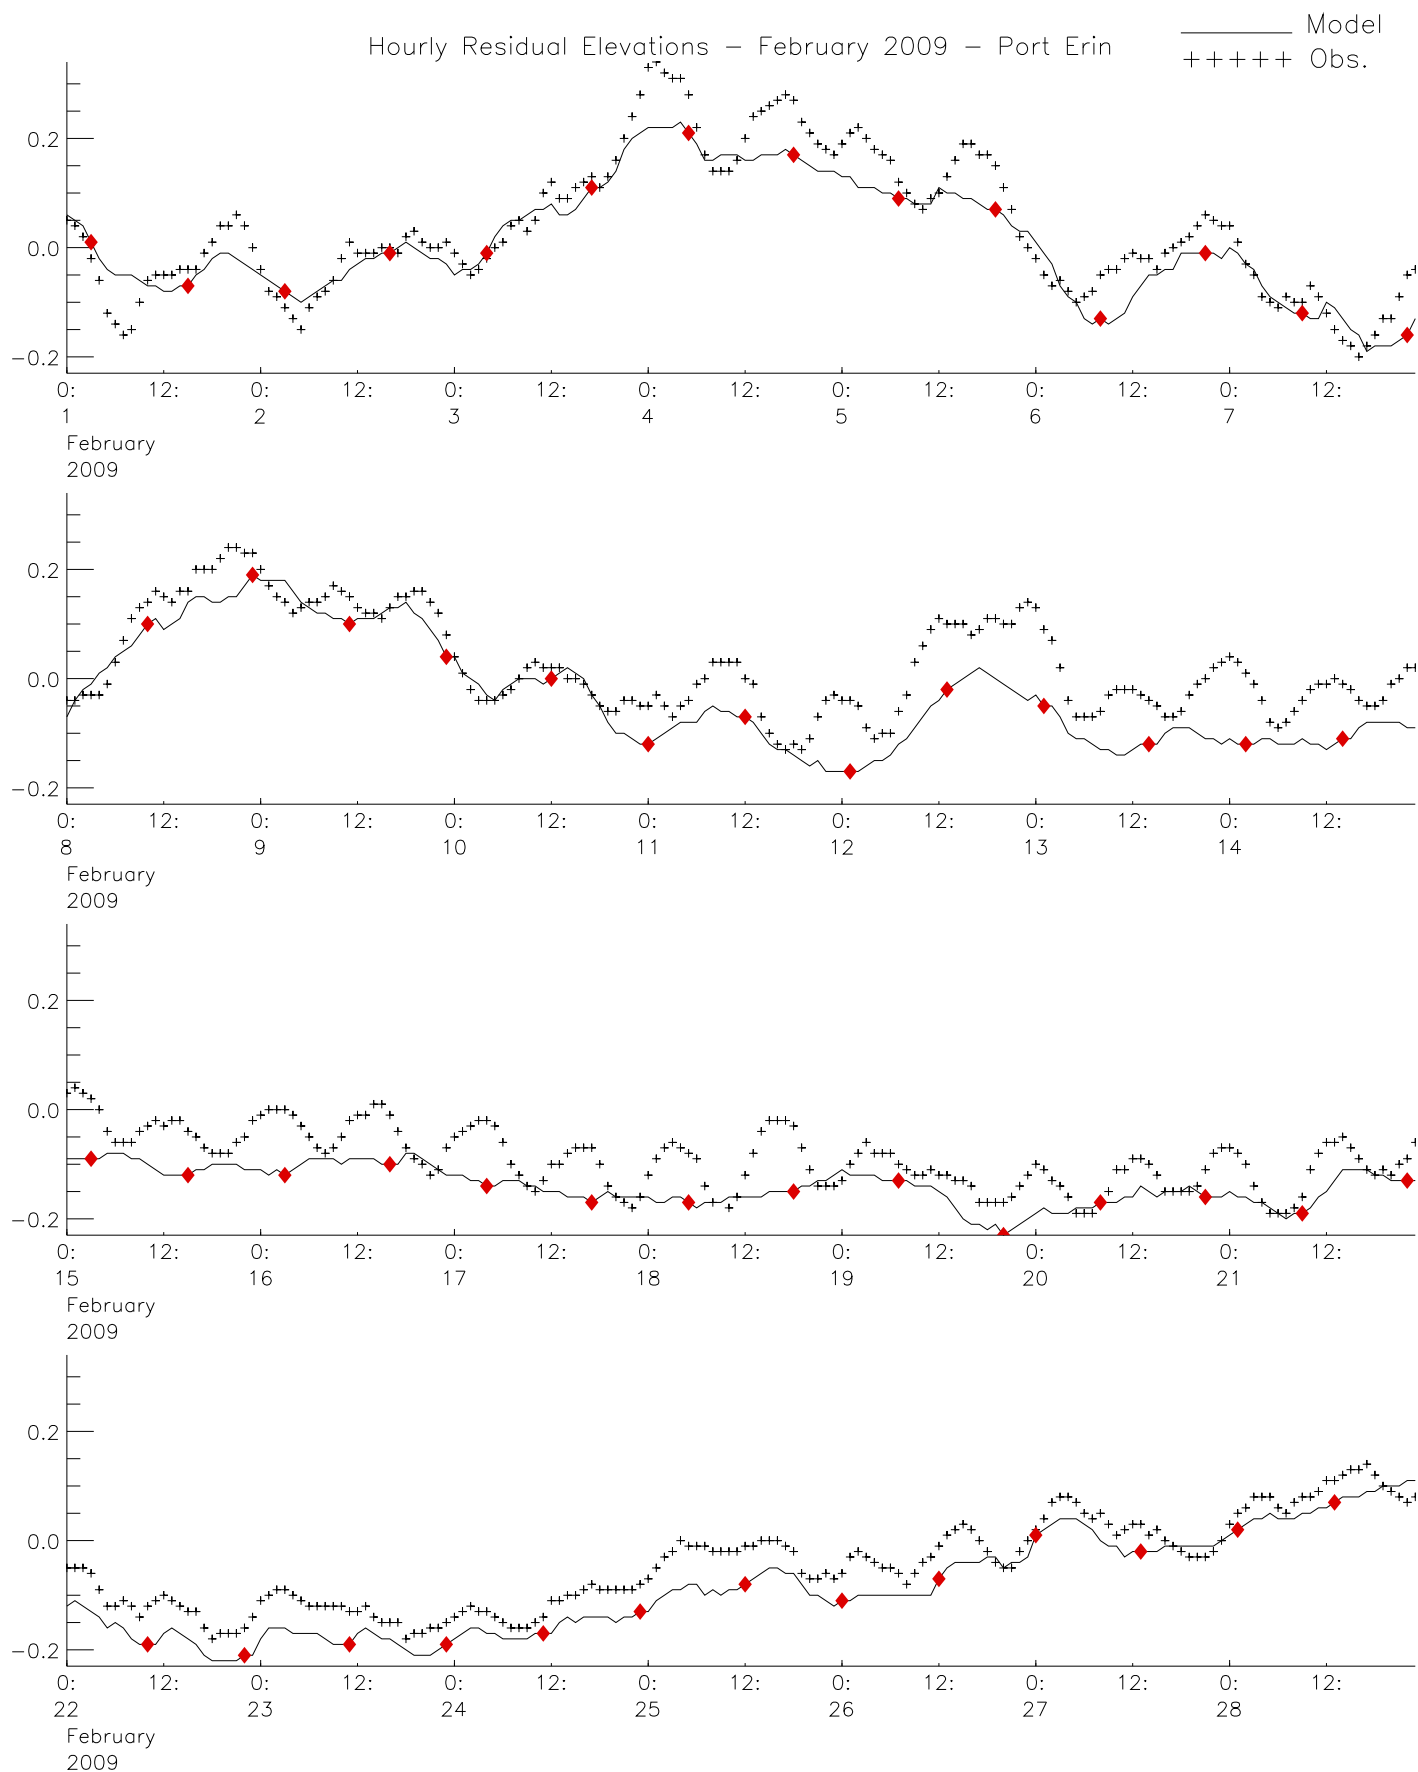 Hourly Residual Elevations – February 2009 – Port Erin
Model
+++++ Obs.
0.2
0.0
−0.2
0: 12: 0: 12: 0: 12: 0: 12: 0: 12: 0: 12: 0: 12:
1 2 3 4 5 6 7
February
2009
0.2
0.0
−0.2
0: 12: 0: 12: 0: 12: 0: 12: 0: 12: 0: 12: 0: 12:
8 9 10 11 12 13 14
February
2009
0.2
0.0
−0.2
0: 12: 0: 12: 0: 12: 0: 12: 0: 12: 0: 12: 0: 12:
15 16 17 18 19 20 21
February
2009
0.2
0.0
−0.2
0: 12: 0: 12: 0: 12: 0: 12: 0: 12: 0: 12: 0: 12:
22 23 24 25 26 27 28
February
2009